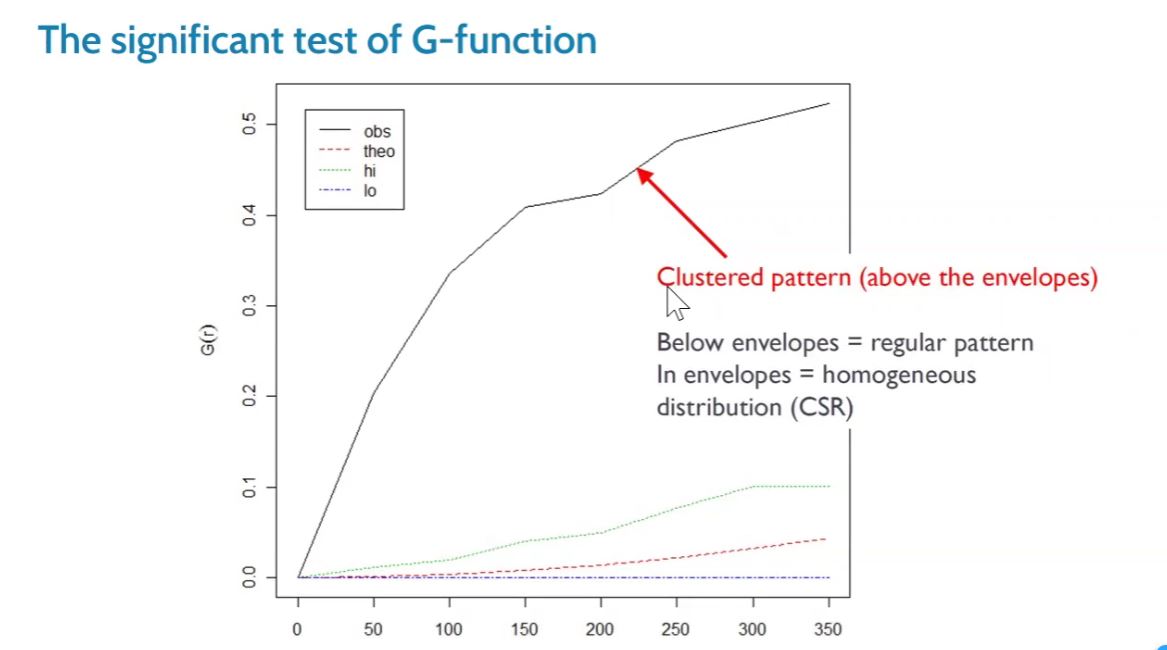 The significant test of G-function
obs
theo
hi
lo
0.5
0.4
0.3
0.2
0.1
0.0
G(r)
Clustered pattern (above the envelopes)
Below envelopes = regular pattern
In envelopes = homogeneous
distribution (CSR)
0 50 100 150 200 250 300 350